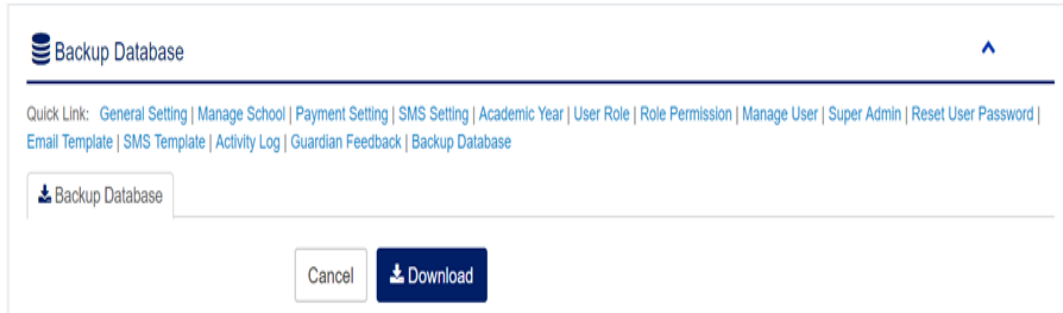 Backup Database
Quick Link: General Setting | Manage School | Payment Setting | SMS Setting | Academic Year | User Role | Role Permission | Manage User | Super Admin | Reset User Password |
Email Template | SMS Template | Activity Log | Guardian Feedback | Backup Database
Backup Database
Cancel Download